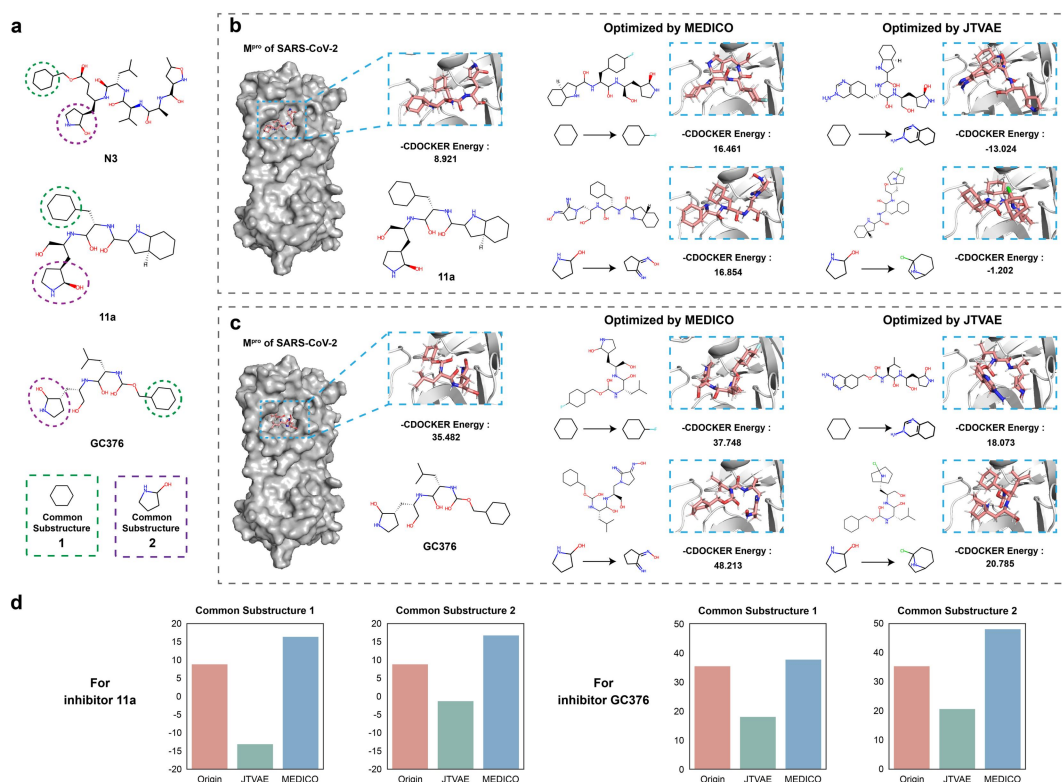 a
N3
11a
GC376
Common
Substructure
1
Common
Substructure
2
b
Mpro of SARS-CoV-2
-CDOCKER Energy :
8.921
11a
Optimized by MEDICO
-CDOCKER Energy :
16.461
-CDOCKER Energy :
16.854
Optimized by JTVAE
-CDOCKER Energy :
-13.024
-CDOCKER Energy :
-1.202
c
Mpro of SARS-CoV-2
-CDOCKER Energy :
35.482
GC376
Optimized by MEDICO
-CDOCKER Energy :
37.748
-CDOCKER Energy :
48.213
Optimized by JTVAE
-CDOCKER Energy :
18.073
-CDOCKER Energy :
20.785
d
For
inhibitor 11a
Common Substructure 1
20
15
10
5
0
-5
-10
-15
-20
Origin JTVAE MEDICO
Common Substructure 2
20
15
10
5
0
-5
-10
-15
-20
Origin JTVAE MEDICO
For
inhibitor GC376
Common Substructure 1
50
40
30
20
10
0
Origin JTVAE MEDICO
Common Substructure 2
50
40
30
20
10
0
Origin JTVAE MEDICO